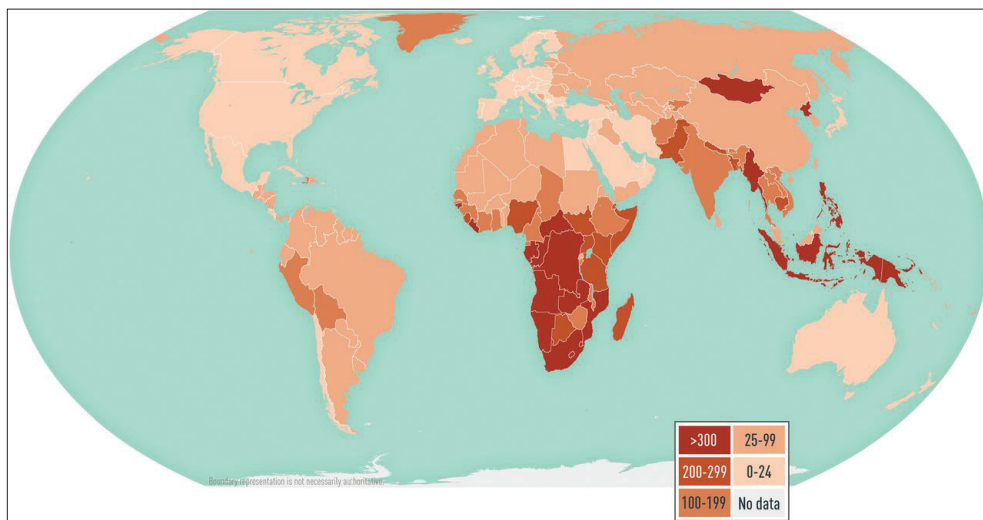 Boundary representation is not necessarily authoritative.
>300 25-99
200-299 0-24
100-199 No data